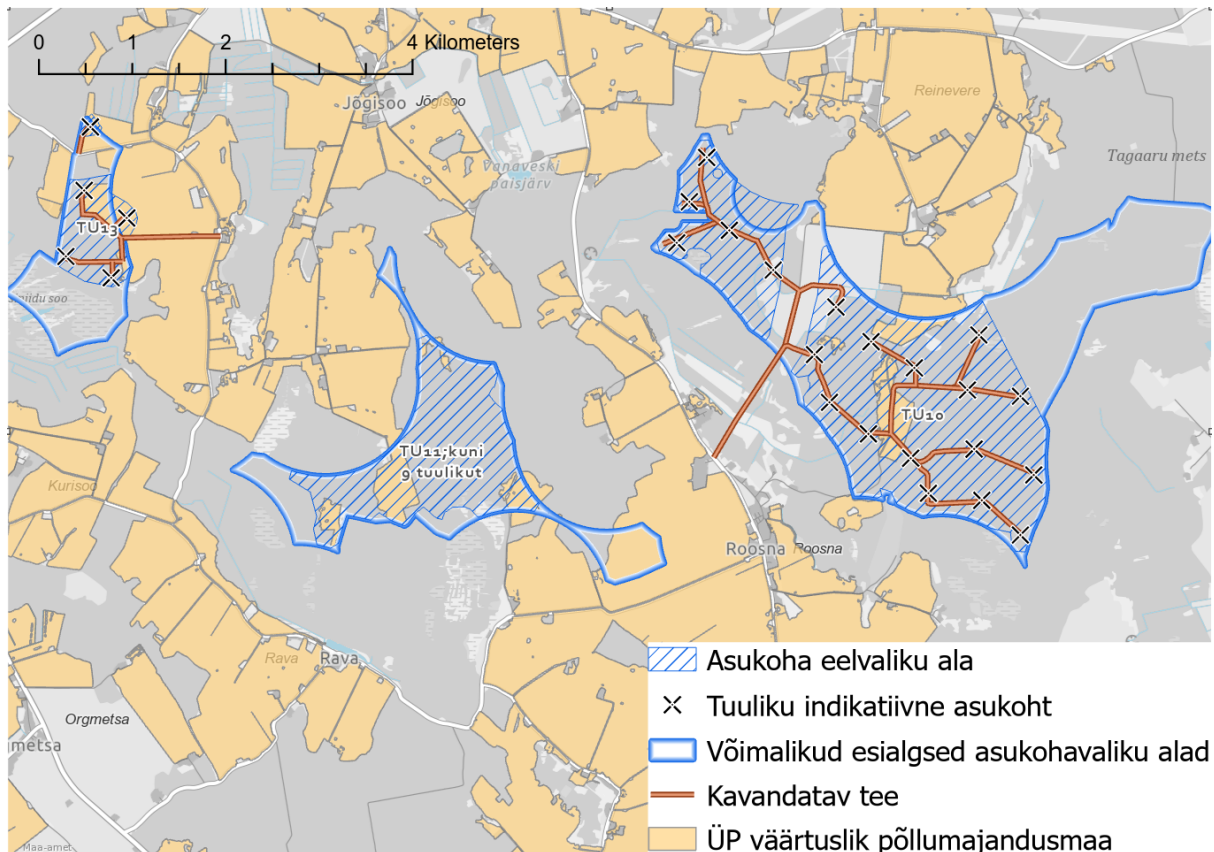 0 1 2 4 Kilometers
Jõgisoo Jõgisoo
Reinevere
Vanaveski
paisjärv
Tagaaru mets
TU13
soo
TU11;kuni
9 tuulikut
TU10
Kurisoo
Roosna Roosna
Rava Rava
Orgmetsa
metsa
Maa-amet
Asukoha eelvaliku ala
Tuuliku indikatiivne asukoht
Võimalikud esialgsed asukohavaliku alad
Kavandatav tee
ÜP väärtuslik põllumajandusmaa